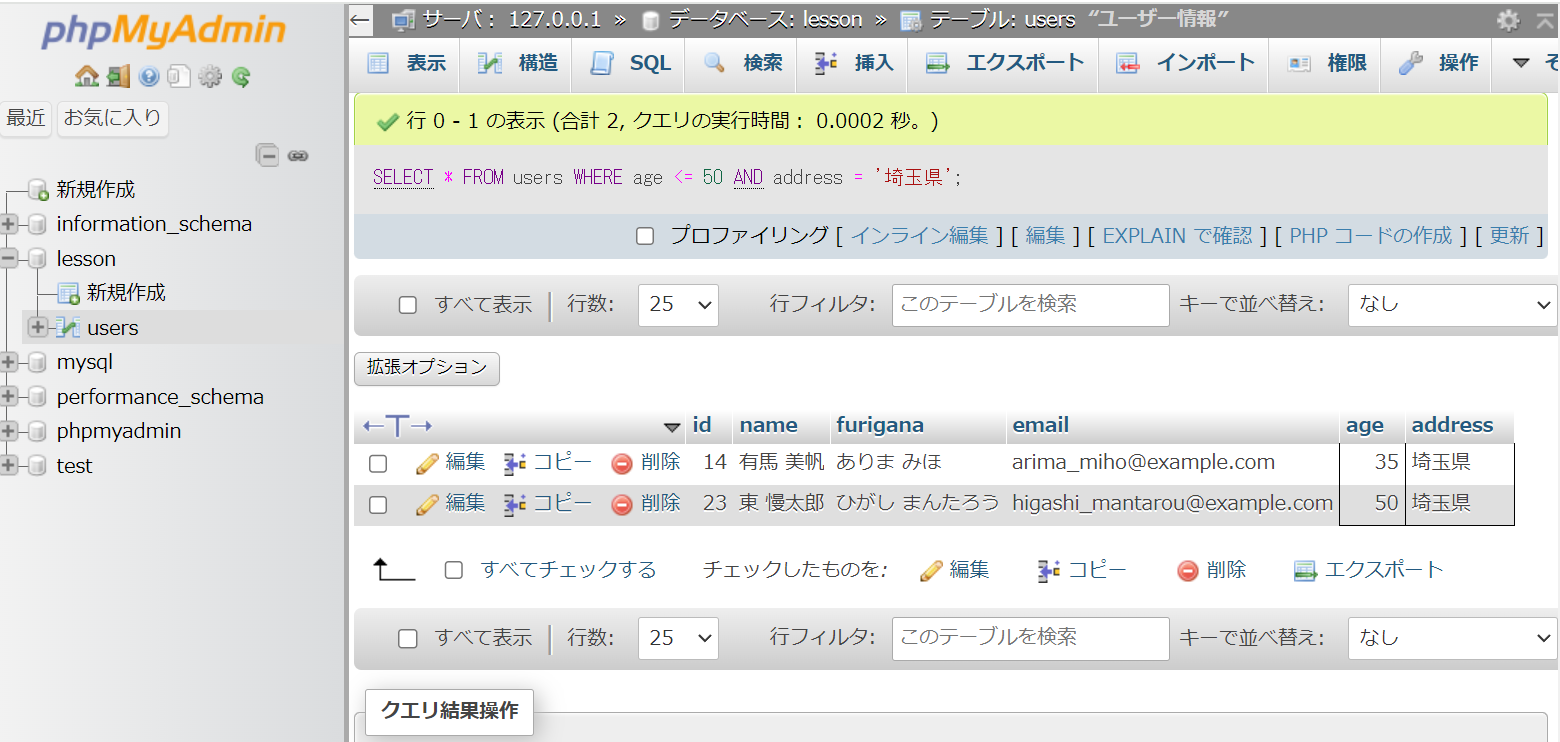 phpMyAdmin
最近 お気に入り
新規作成
information_schema
lesson
新規作成
users
mysql
performance_schema
phpmyadmin
test
サーバ: 127.0.0.1 » データベース: lesson » テーブル: users “ユーザー情報”
表示 構造 SQL 検索 挿入 エクスポート インポート 権限 操作 そ
行 0 - 1 の表示 (合計 2, クエリの実行時間: 0.0002 秒。)
SELECT * FROM users WHERE age <= 50 AND address = '埼玉県';
プロファイリング [ インライン編集 ] [ 編集 ] [ EXPLAIN で確認 ] [ PHP コードの作成 ] [ 更新 ]
すべて表示 行数: 25 行フィルタ: このテーブルを検索 キーで並べ替え: なし
拡張オプション
←T→ id name furigana email age address
編集 コピー 削除 14 有馬 美帆 ありま みほ arima_miho@example.com 35 埼玉県
編集 コピー 削除 23 東 慢太郎 ひがし まんたろう higashi_mantarou@example.com 50 埼玉県
すべてチェックする チェックしたものを: 編集 コピー 削除 エクスポート
すべて表示 行数: 25 行フィルタ: このテーブルを検索 キーで並べ替え: なし
クエリ結果操作